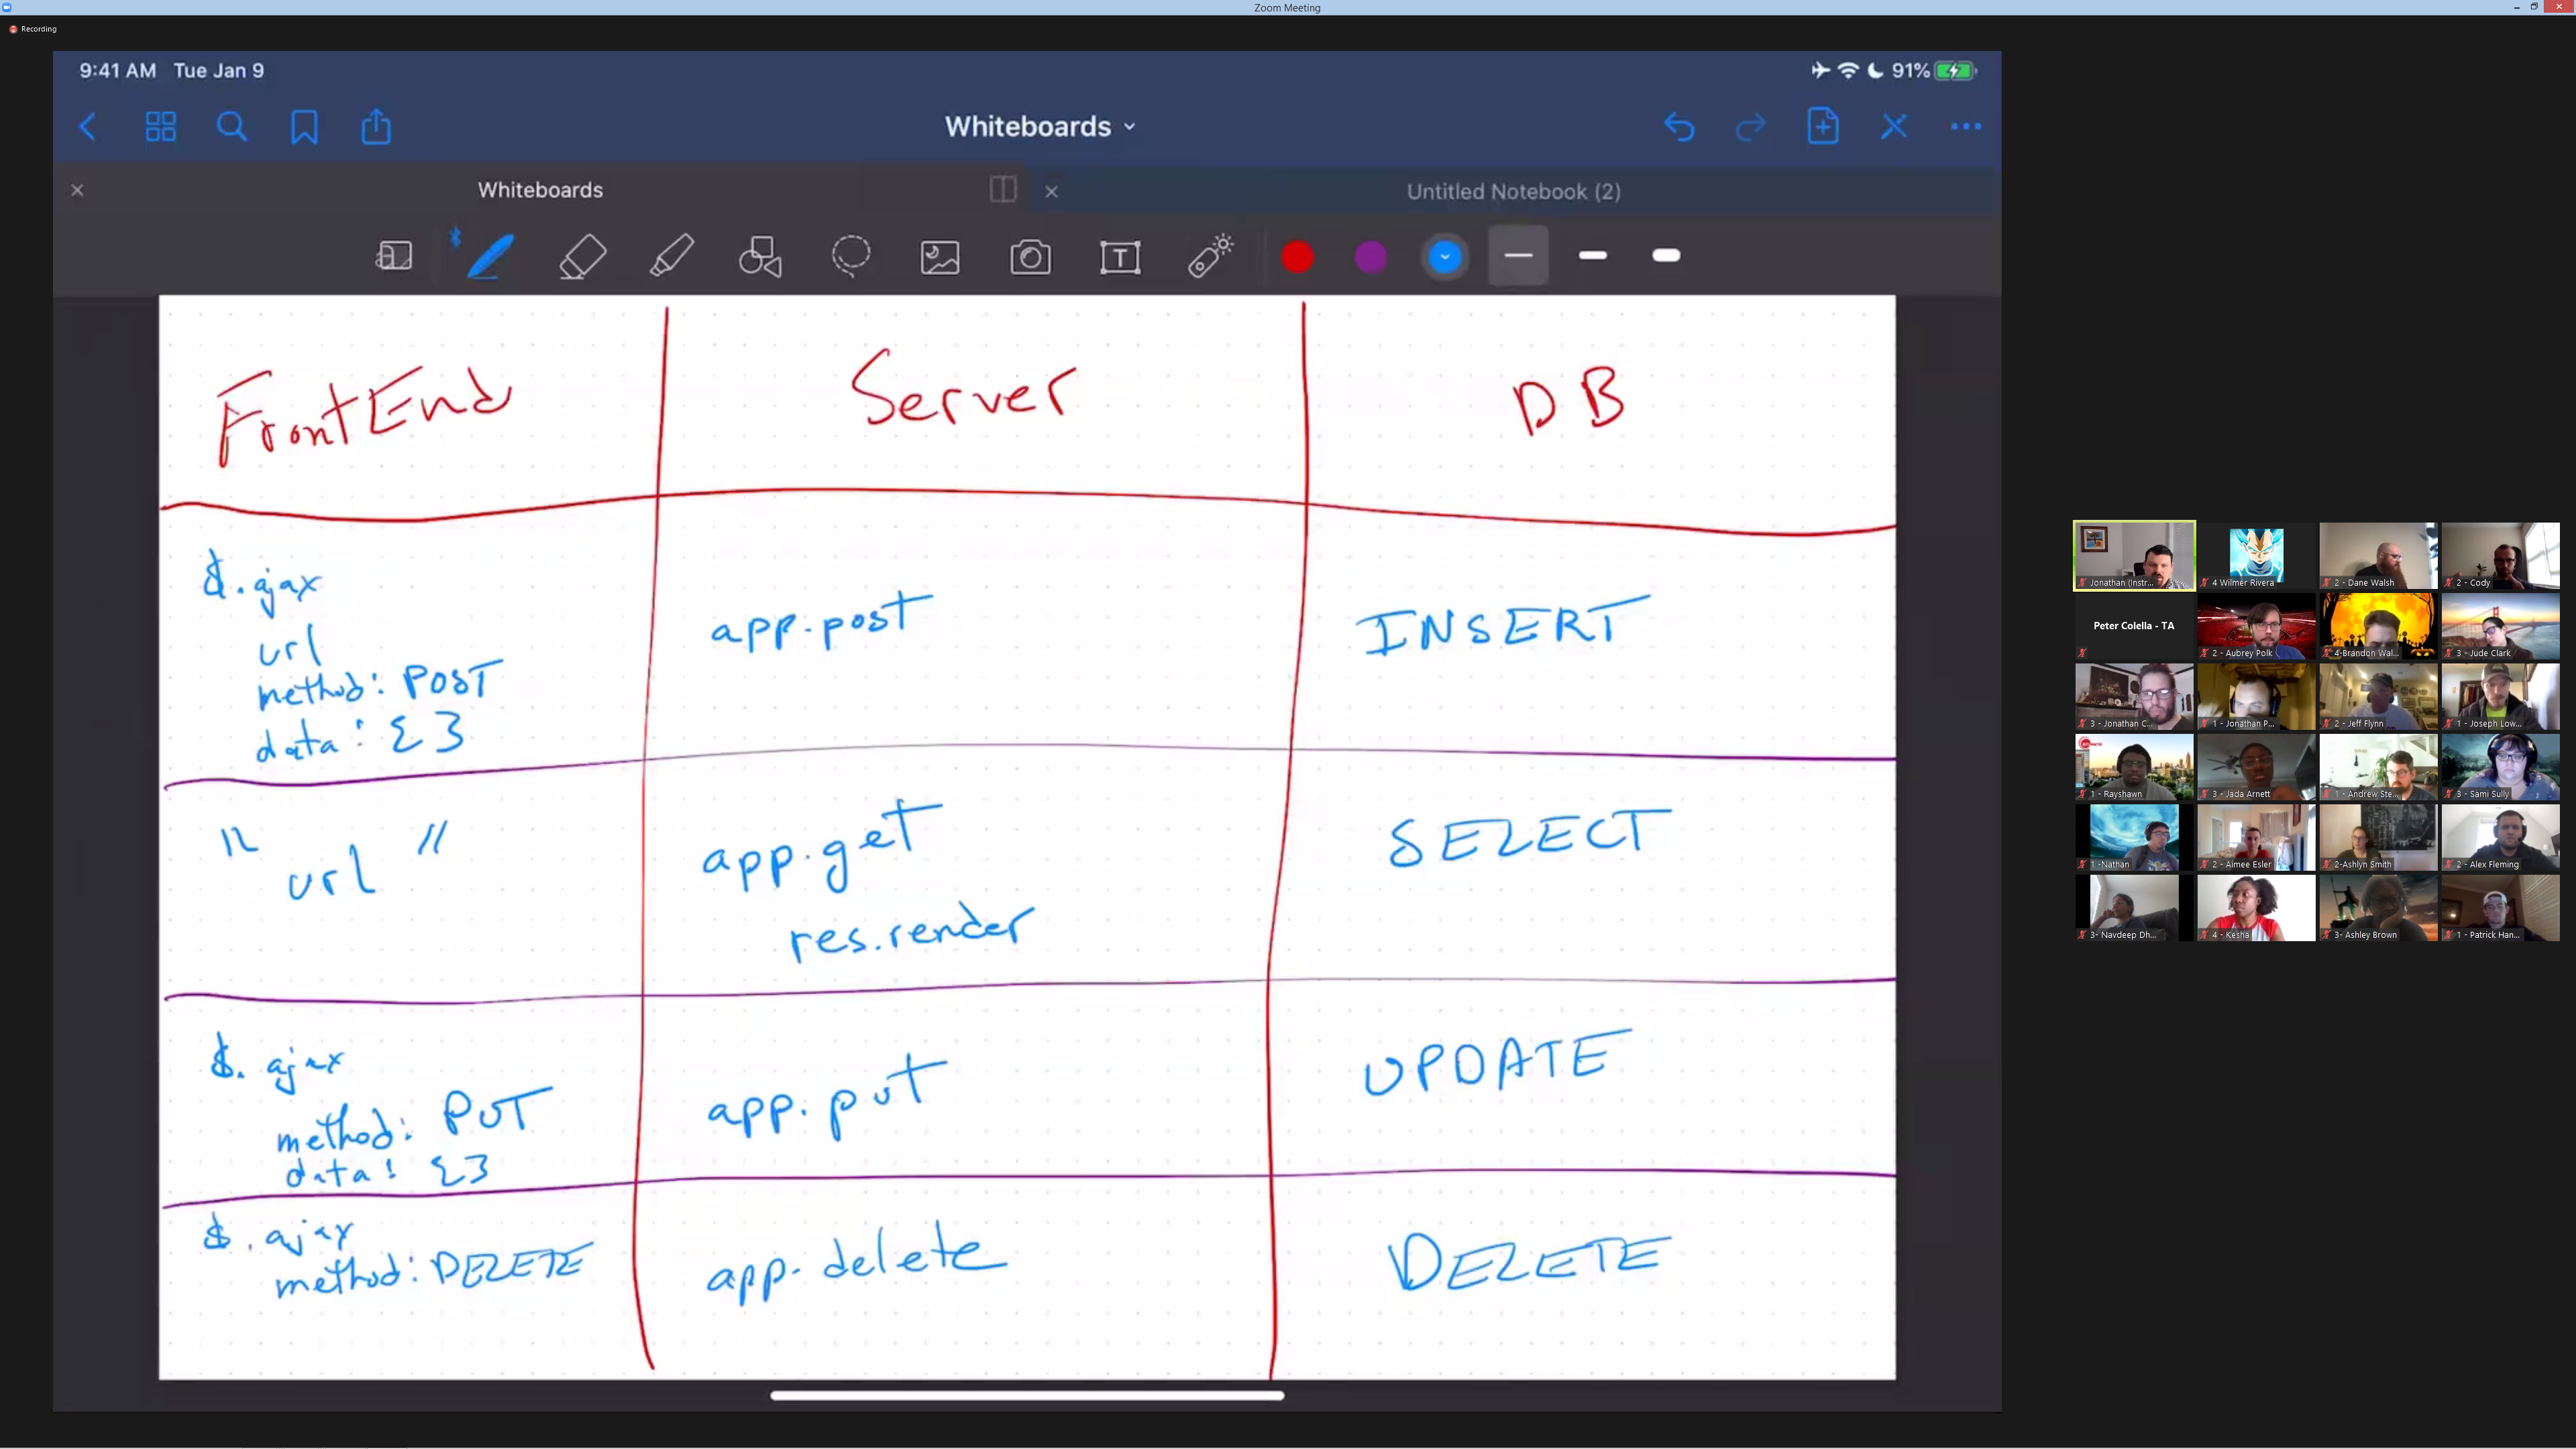 Zoom Meeting
Recording
9:41 AM Tue Jan 9
91%
Whiteboards
Whiteboards
Untitled Notebook (2)
T
FrontEnd
Server
DB
$.ajax
url
method: POST
data: {}
app.post
INSERT
" url "
app.get
res.render
SELECT
$.ajax
method: PUT
data: {}
app.put
UPDATE
$.ajax
method: DELETE
app.delete
DELETE
Jonathan (Instr...
4 Wilmer Rivera
2 - Dane Walsh
2 - Cody
Peter Colella - TA
2 - Aubrey Polk
4-Brandon Wal...
3 - Jude Clark
3 - Jonathan C...
1 - Jonathan P...
2 - Jeff Flynn
1 - Joseph Low...
1 - Rayshawn
3 - Jada Arnett
1 - Andrew Ste...
3 - Sami Sully
1 -Nathan
2 - Aimee Esler
2-Ashlyn Smith
2 - Alex Fleming
3- Navdeep Dh...
4 - Kesha
3- Ashley Brown
1 - Patrick Han...